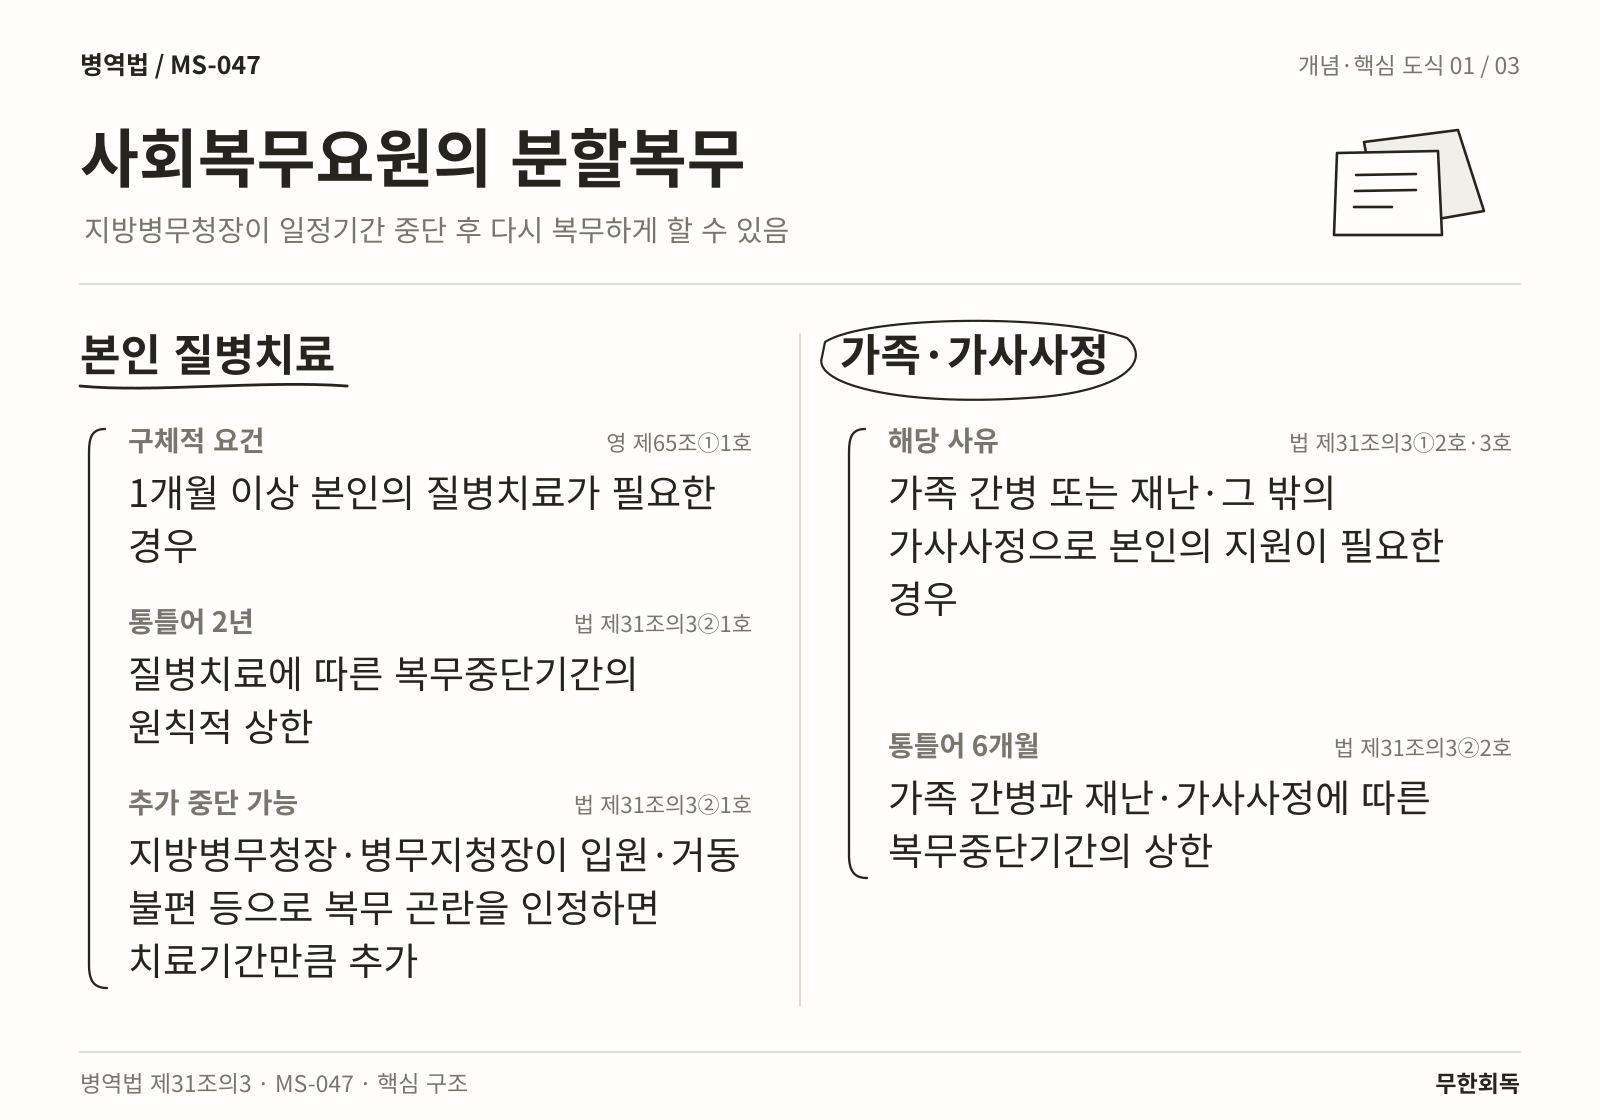 병역법 / MS-047
개념·핵심 도식 01 / 03
사회복무요원의 분할복무
지방병무청장이 일정기간 중단 후 다시 복무하게 할 수 있음
본인 질병치료
구체적 요건
영 제65조①1호
1개월 이상 본인의 질병치료가 필요한
경우
통틀어 2년
법 제31조의3②1호
질병치료에 따른 복무중단기간의
원칙적 상한
추가 중단 가능
법 제31조의3②1호
지방병무청장·병무지청장이 입원·거동
불편 등으로 복무 곤란을 인정하면
치료기간만큼 추가
가족·가사사정
해당 사유
법 제31조의3①2호·3호
가족 간병 또는 재난·그 밖의
가사사정으로 본인의 지원이 필요한
경우
통틀어 6개월
법 제31조의3②2호
가족 간병과 재난·가사사정에 따른
복무중단기간의 상한
병역법 제31조의3 · MS-047 · 핵심 구조
무한회독